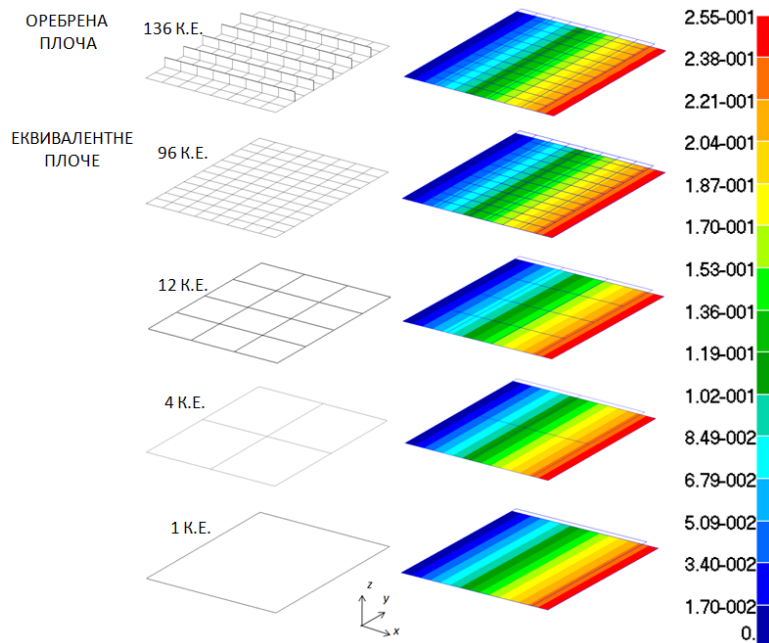 ОРЕБРЕНА
ПЛОЧА
136 К.Е.
ЕКВИВАЛЕНТНЕ
ПЛОЧЕ
96 К.Е.
12 К.Е.
4 К.Е.
1 К.Е.
z
y
x
2.55-001
2.38-001
2.21-001
2.04-001
1.87-001
1.70-001
1.53-001
1.36-001
1.19-001
1.02-001
8.49-002
6.79-002
5.09-002
3.40-002
1.70-002
0.